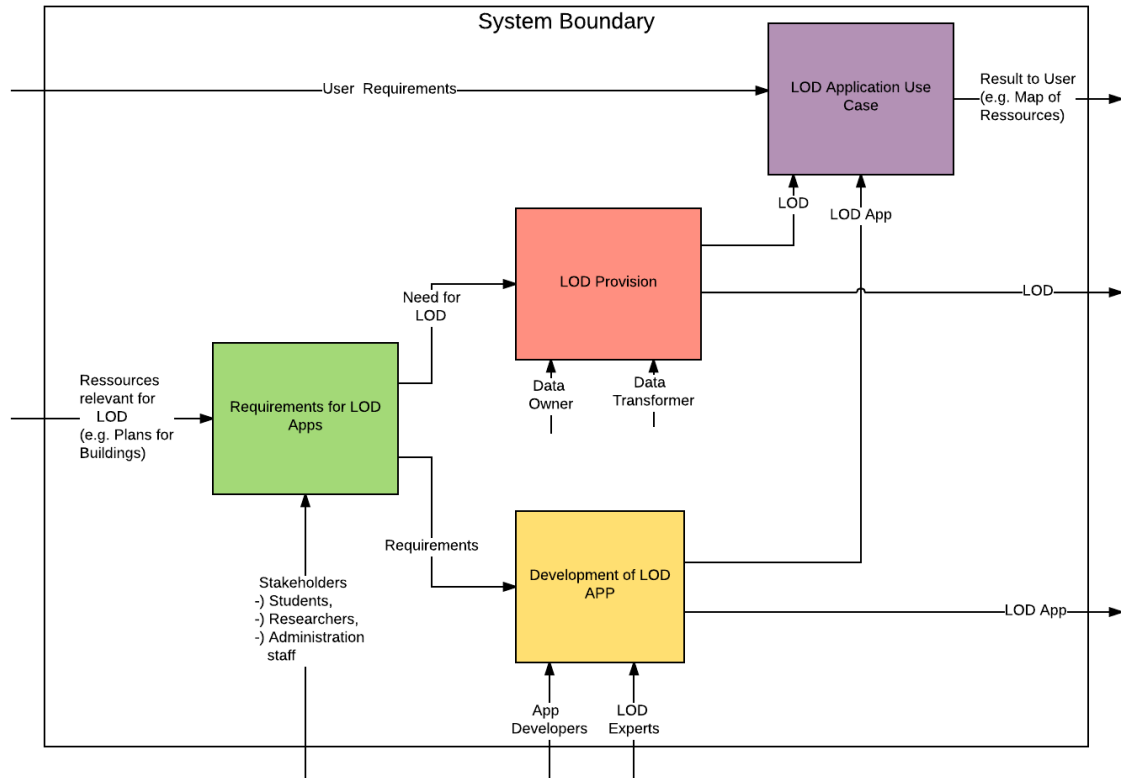 System Boundary
User  Requirements
LOD Application Use
Case
Result to User
(e.g. Map of
Ressources)
LOD
LOD App
LOD Provision
Need for
LOD
LOD
Data
Owner
Data
Transformer
Ressources
relevant for
LOD
(e.g. Plans for
Buildings)
Requirements for LOD
Apps
Requirements
Development of LOD
APP
Stakeholders
-) Students,
-) Researchers,
-) Administration
staff
LOD App
App
Developers
LOD
Experts